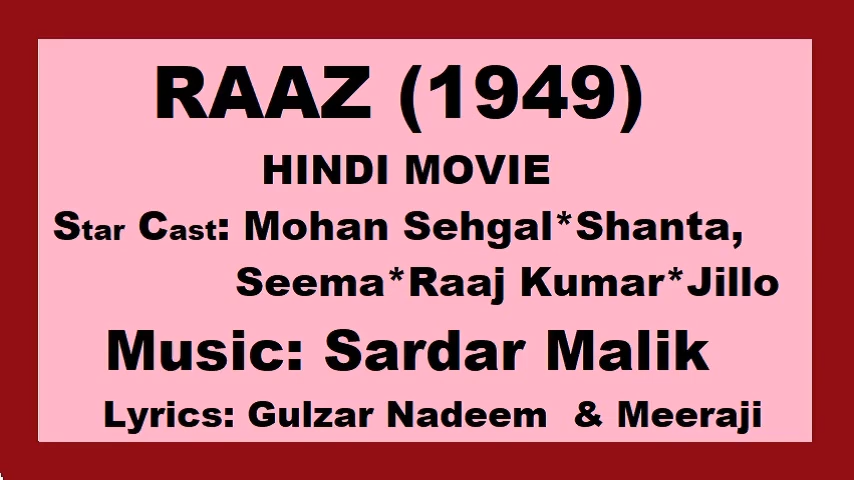 RAAZ (1949)
HINDI MOVIE
Star Cast: Mohan Sehgal*Shanta,
Seema*Raaj Kumar*Jillo
Music: Sardar Malik
Lyrics: Gulzar Nadeem & Meeraji